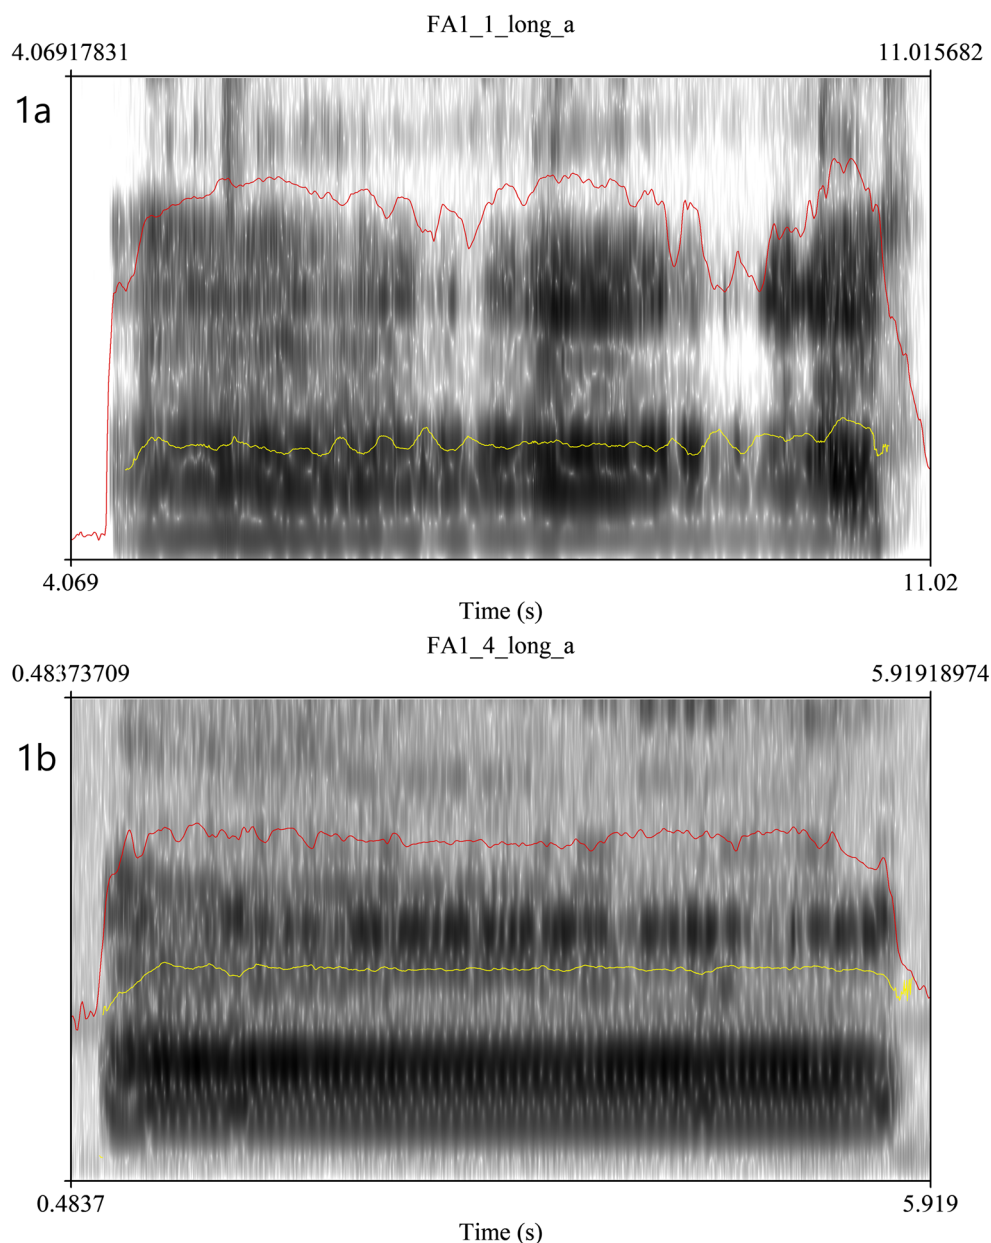 FA1_1_long_a
4.06917831 11.015682
1a
4.069 11.02
Time (s)
FA1_4_long_a
0.48373709 5.91918974
1b
0.4837 5.919
Time (s)